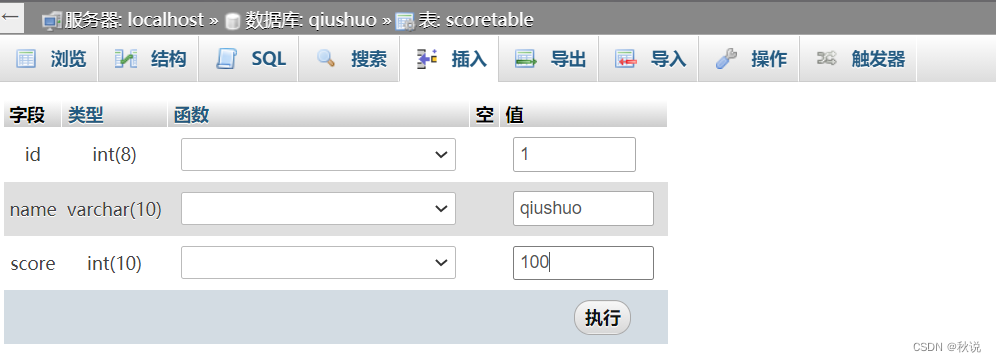 ← 服务器: localhost » 数据库: qiushuo » 表: scoretable
浏览 结构 SQL 搜索 插入 导出 导入 操作 触发器
字段 类型 函数 空 值
id int(8) 1
name varchar(10) qiushuo
score int(10) 100
执行
CSDN @秋说